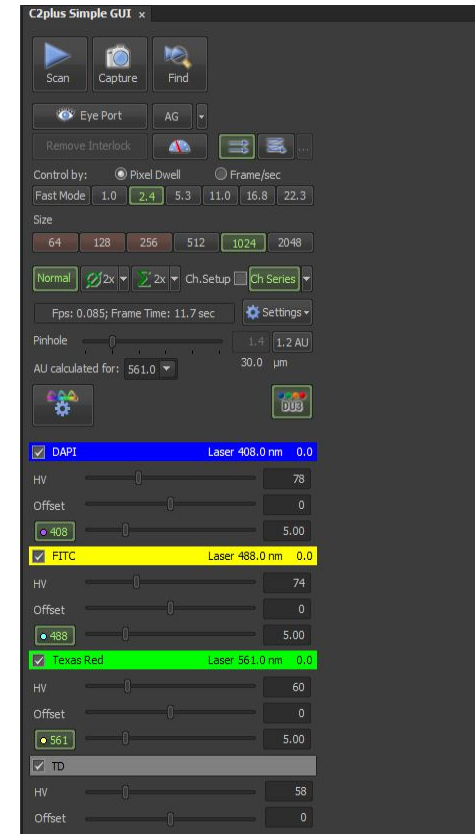 C2plus Simple GUI ×
Scan Capture Find
Eye Port AG
Remove Interlock ...
Control by: Pixel Dwell Frame/sec
Fast Mode 1.0 2.4 5.3 11.0 16.8 22.3
Size
64 128 256 512 1024 2048
Normal 2x 2x Ch.Setup Ch Series
Fps: 0.085; Frame Time: 11.7 sec Settings
Pinhole 1.4 1.2 AU
AU calculated for: 561.0 30.0 µm
DU3
DAPI Laser 408.0 nm 0.0
HV 78
Offset 0
408 5.00
FITC Laser 488.0 nm 0.0
HV 74
Offset 0
488 5.00
Texas Red Laser 561.0 nm 0.0
HV 60
Offset 0
561 5.00
TD
HV 58
Offset 0